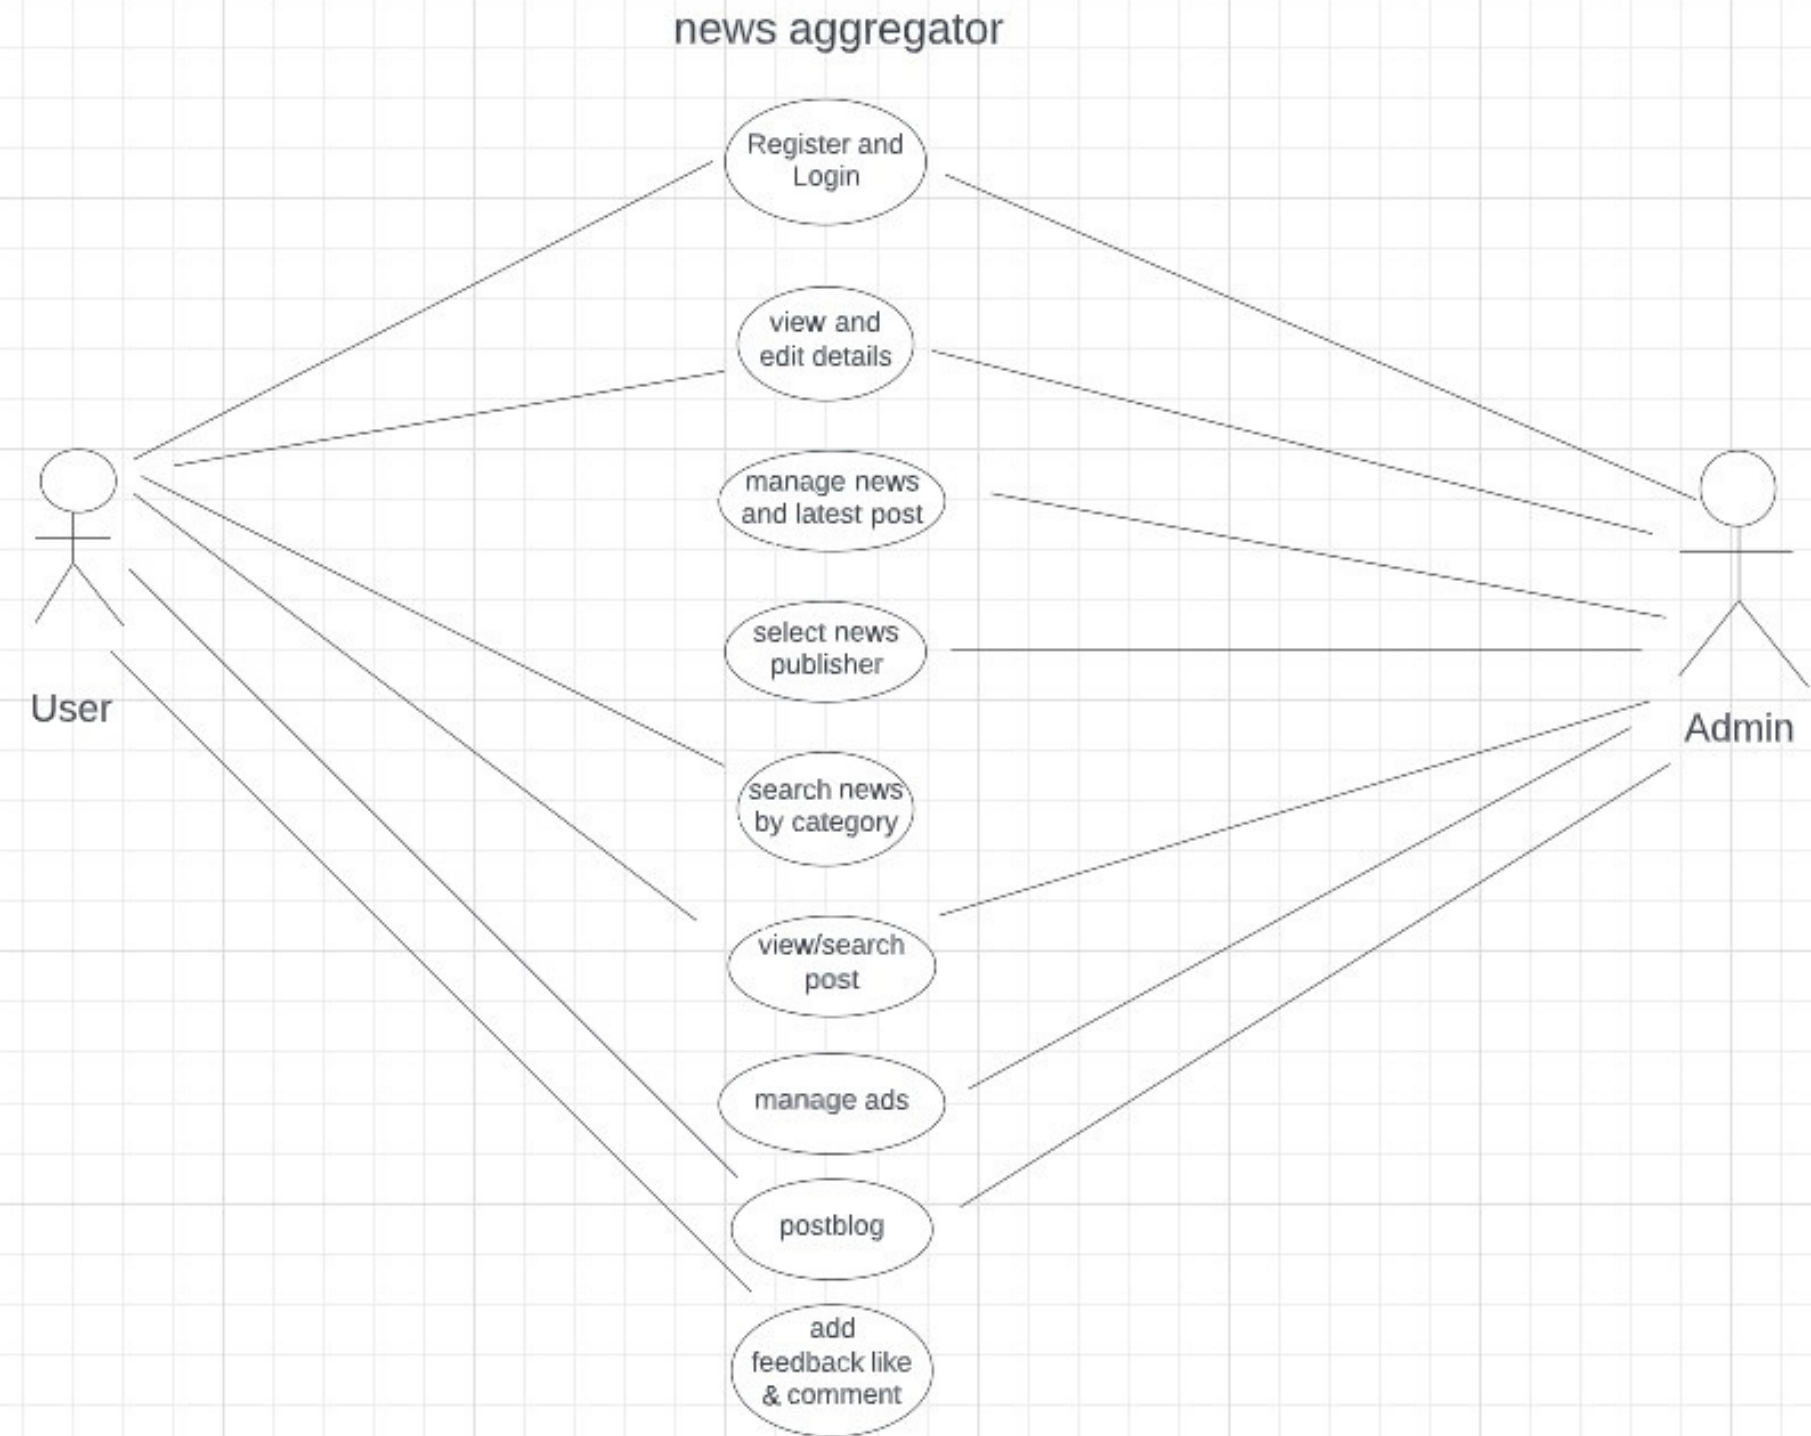 news aggregator
Register and
Login
view and
edit details
manage news
and latest post
select news
publisher
User
Admin
search news
by category
view/search
post
manage ads
postblog
add
feedback like
& comment